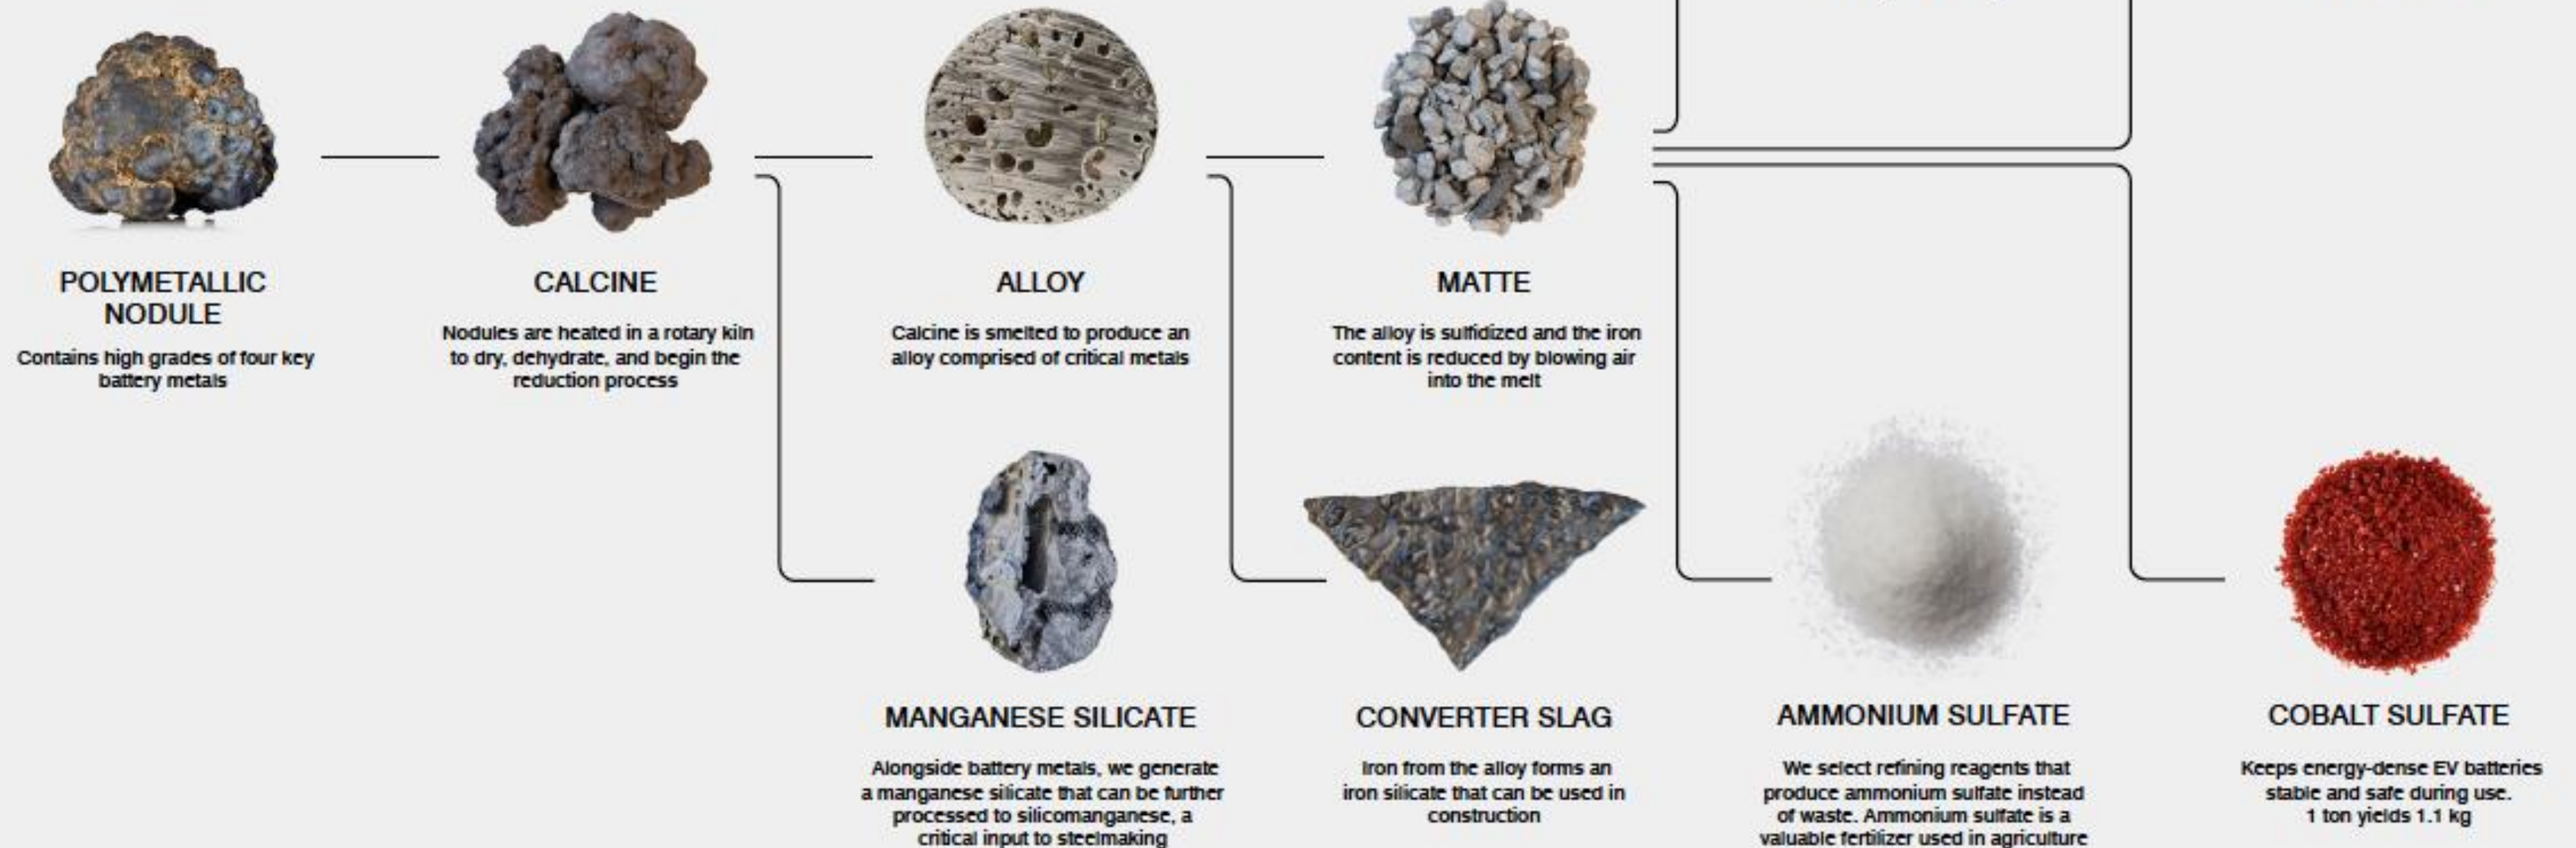 POLYMETALLIC
NODULE
Contains high grades of four key
battery metals
CALCINE
Nodules are heated in a rotary kiln
to dry, dehydrate, and begin the
reduction process
ALLOY
Calcine is smelted to produce an
alloy comprised of critical metals
MATTE
The alloy is sulfidized and the iron
content is reduced by blowing air
into the melt
MANGANESE SILICATE
Alongside battery metals, we generate
a manganese silicate that can be further
processed to silicomanganese, a
critical input to steelmaking
CONVERTER SLAG
Iron from the alloy forms an
iron silicate that can be used in
construction
AMMONIUM SULFATE
We select refining reagents that
produce ammonium sulfate instead
of waste. Ammonium sulfate is a
valuable fertilizer used in agriculture
COBALT SULFATE
Keeps energy-dense EV batteries
stable and safe during use.
1 ton yields 1.1 kg